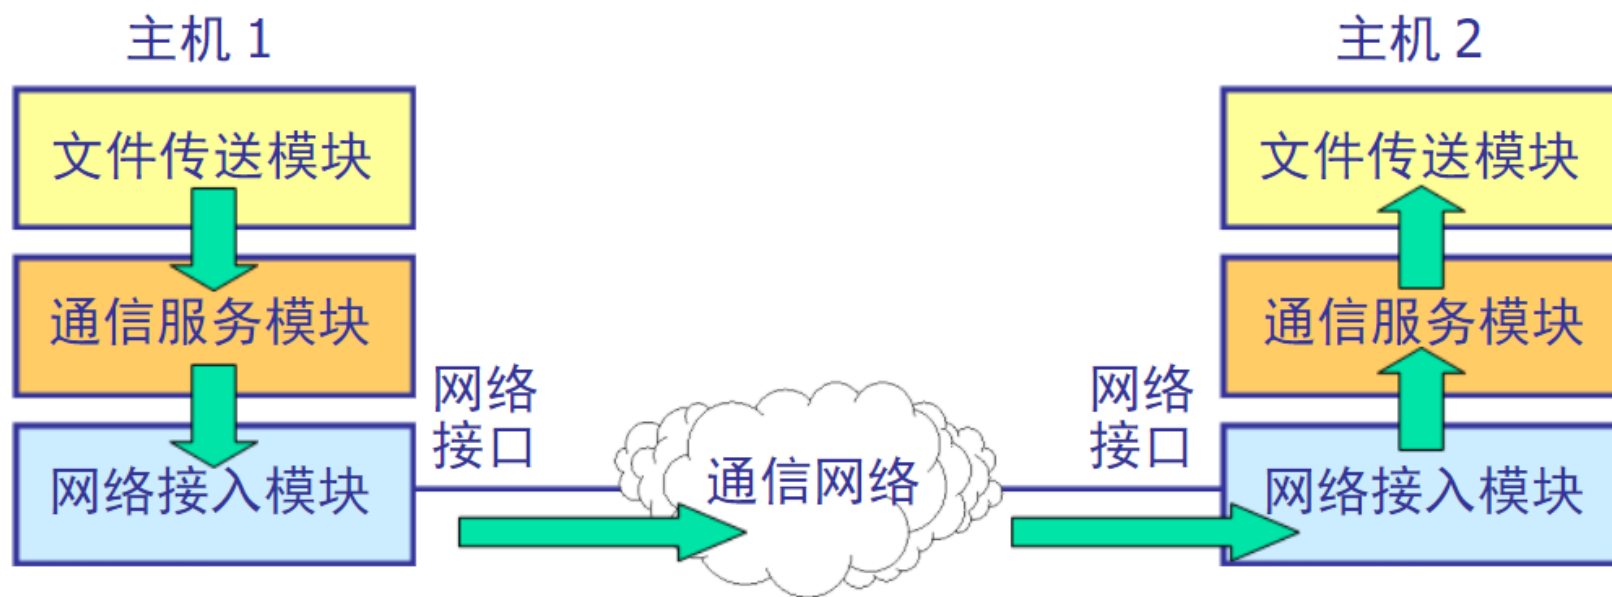 主机 1
主机 2
文件传送模块
文件传送模块
通信服务模块
通信服务模块
网络
接口
网络
接口
网络接入模块
通信网络
网络接入模块